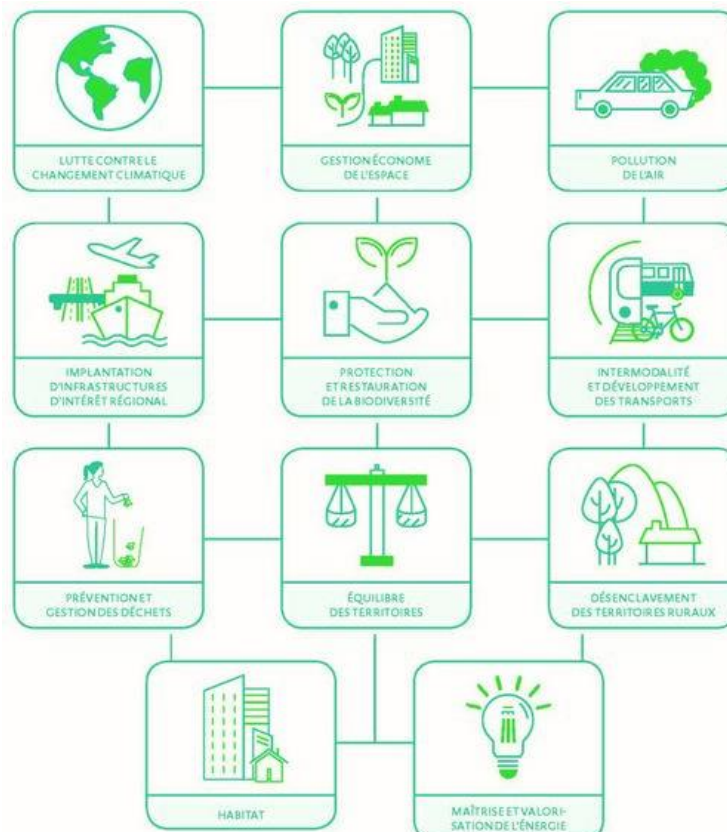 LUTTE CONTRE LE
CHANGEMENT CLIMATIQUE
GESTION ÉCONOME
DE L'ESPACE
POLLUTION
DE L'AIR
IMPLANTATION
D'INFRASTRUCTURES
D'INTÉRÊT RÉGIONAL
PROTECTION
ET RESTAURATION
DE LA BIODIVERSITÉ
INTERMODALITÉ
ET DÉVELOPPEMENT
DES TRANSPORTS
PRÉVENTION ET
GESTION DES DÉCHETS
ÉQUILIBRE
DES TERRITOIRES
DÉSENCLAVEMENT
DES TERRITOIRES RURAUX
HABITAT
MAÎTRISE ET VALORI-
SATION DE L'ÉNERGIE